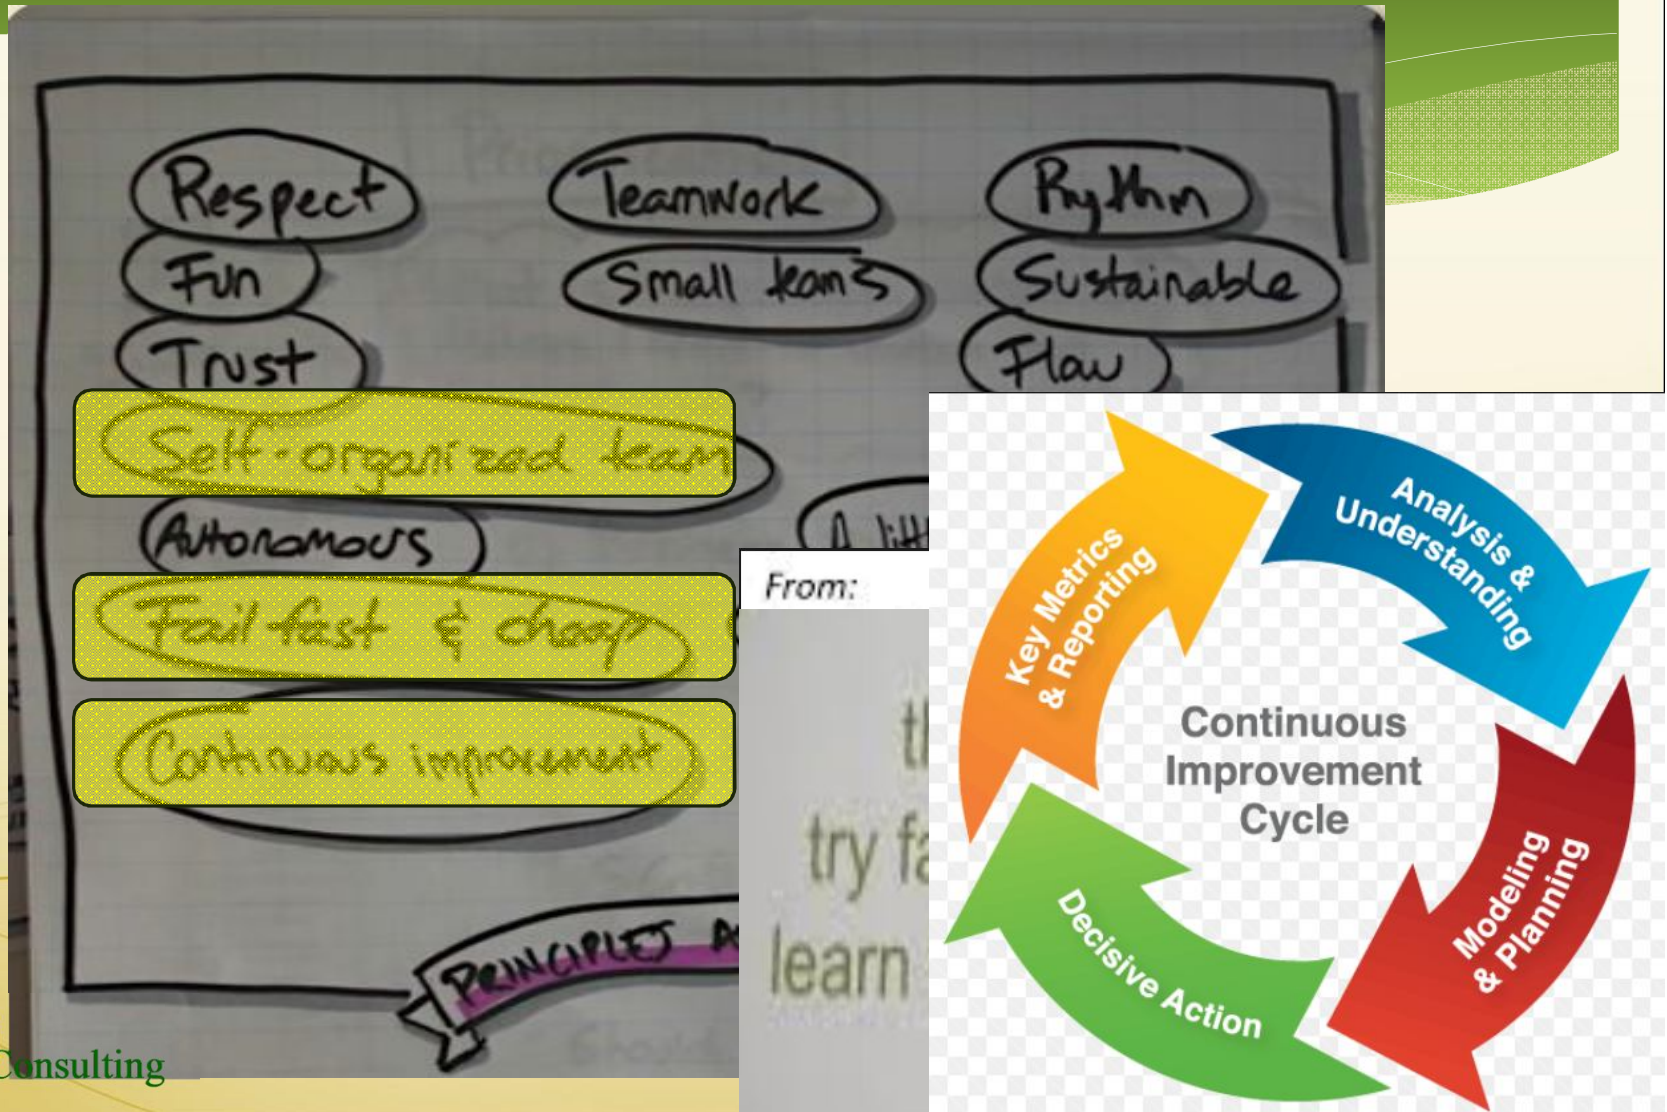 Respect
Teamwork
Rythm
Fun
Small teams
Sustainable
Trust
Flow
Self-organized team
Autonomous
A
Fail fast & cheap
Continuous improvement
PRINCIPLES
From:
try
learn
Key Metrics
& Reporting
Analysis &
Understanding
Continuous
Improvement
Cycle
Modeling
& Planning
Decisive Action
Consulting